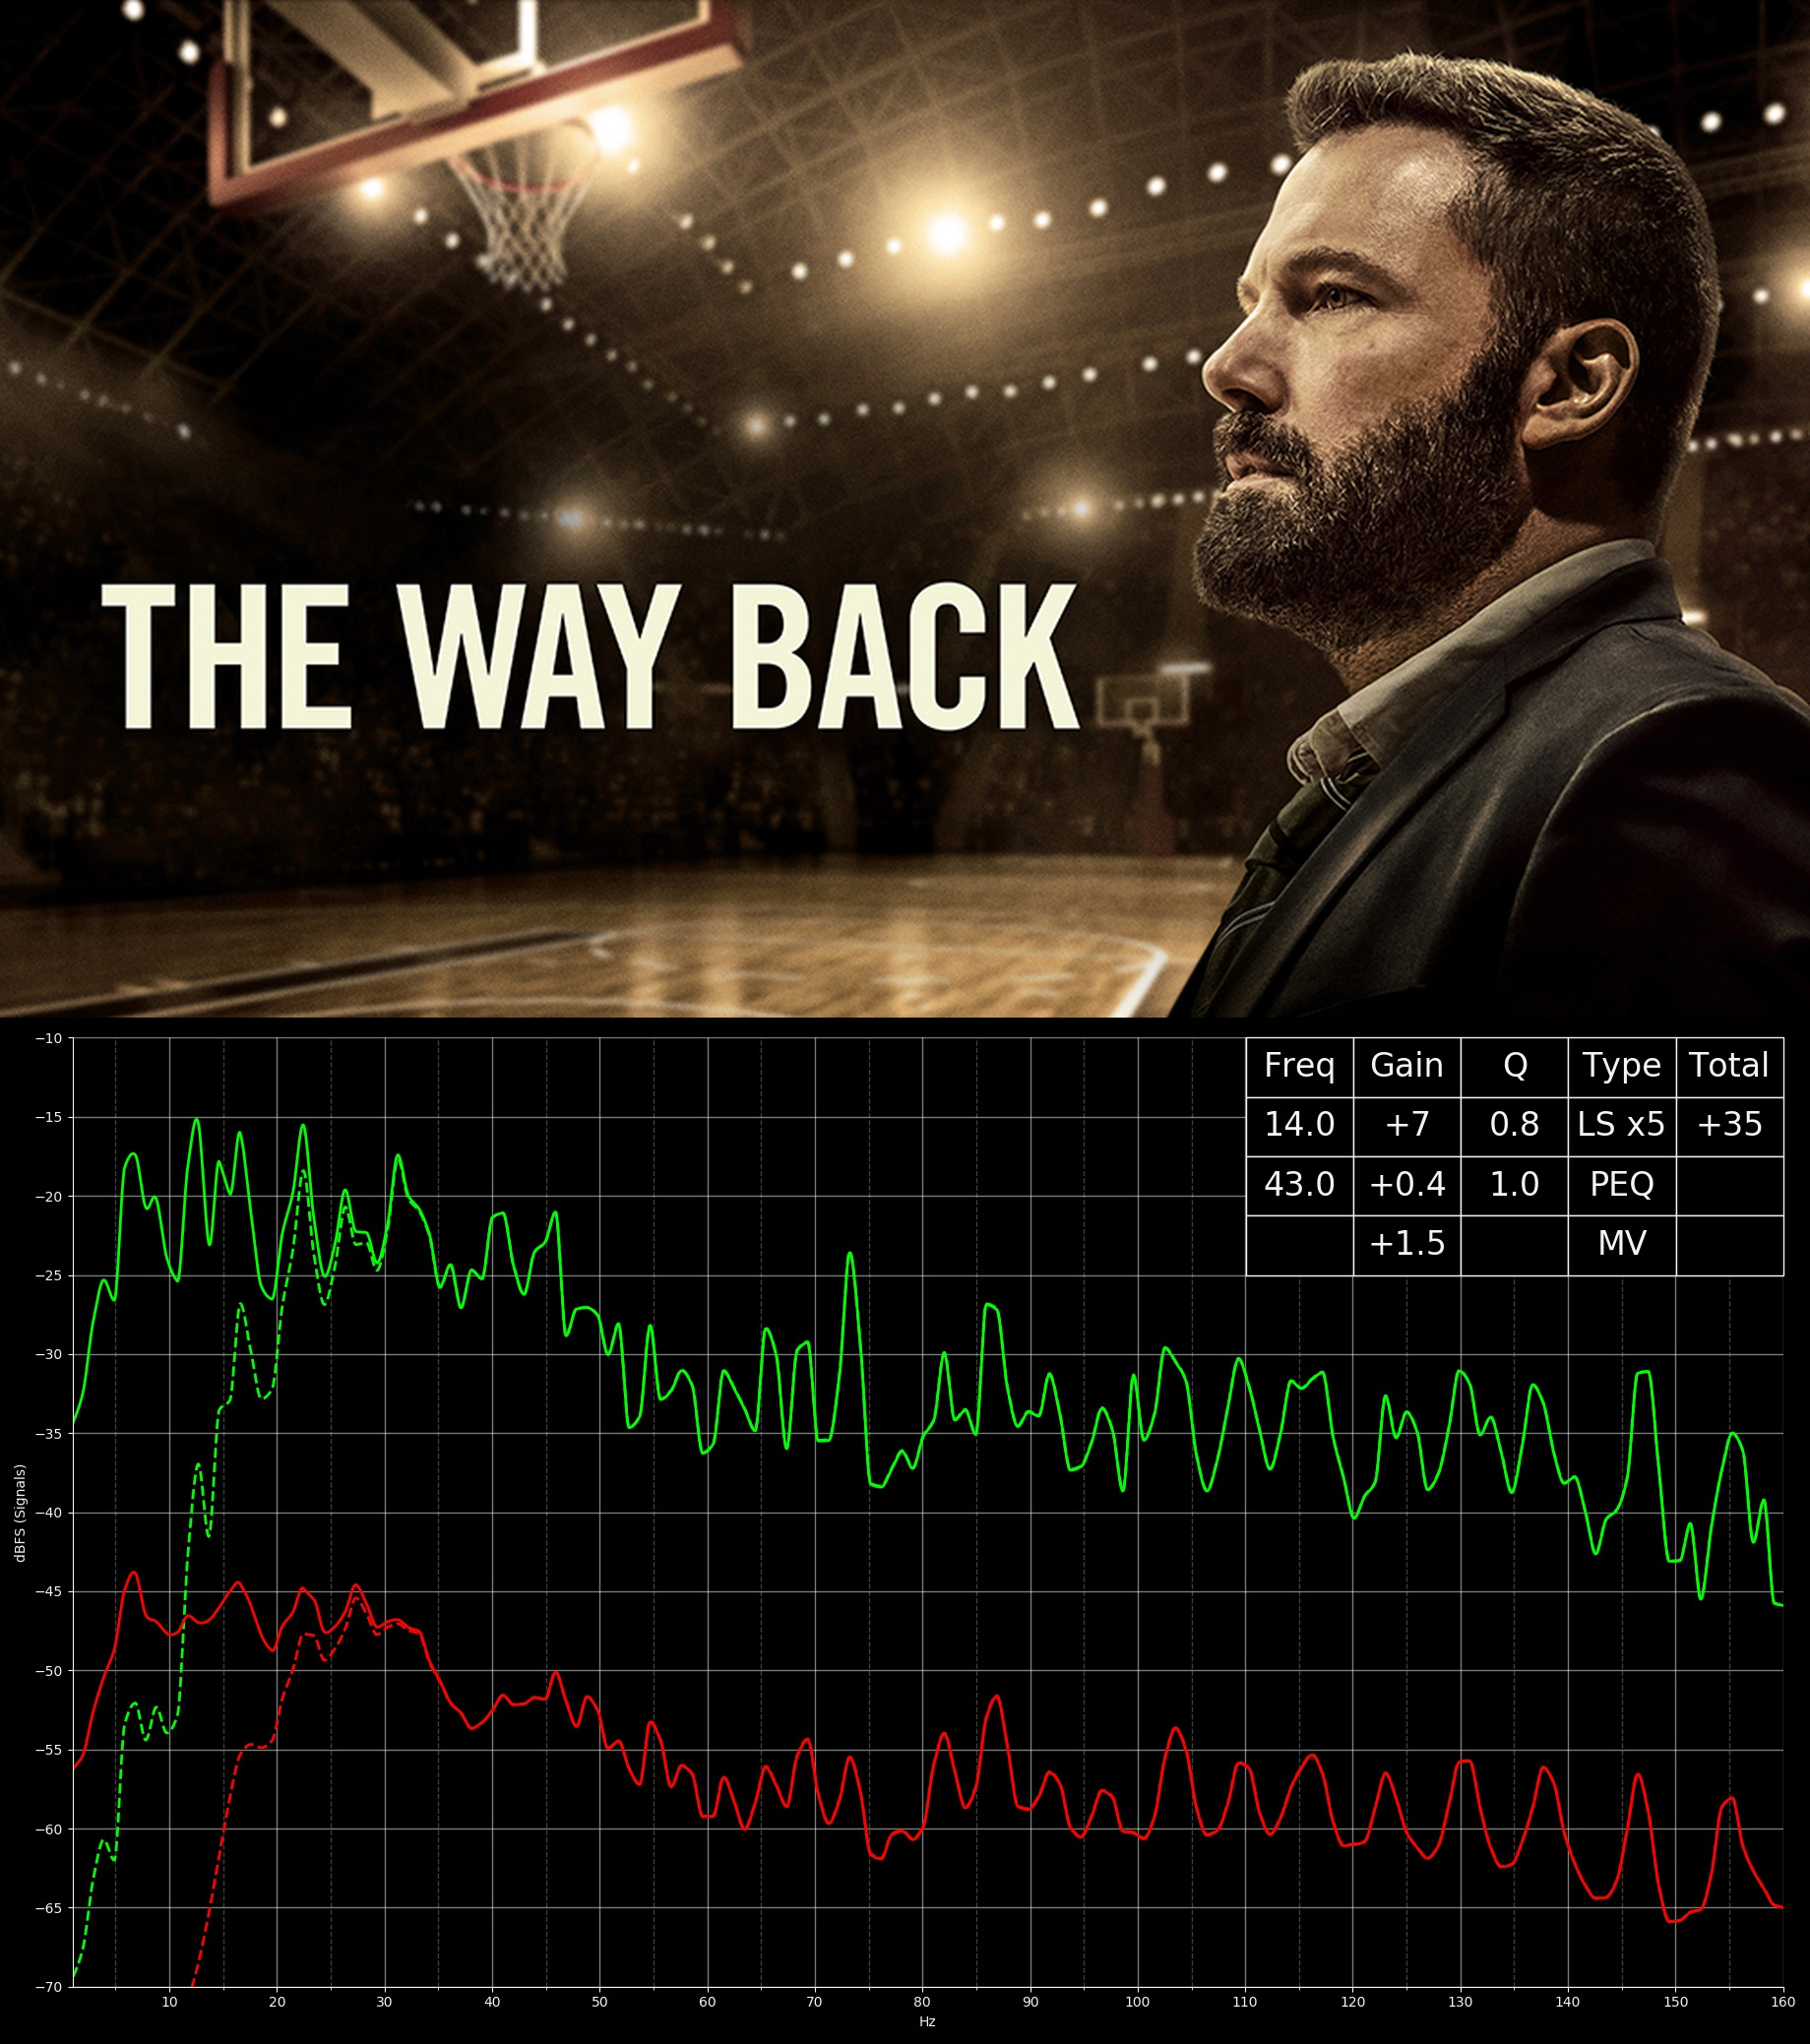 THE WAY BACK
Freq Gain Q Type Total
14.0 +7 0.8 LS x5 +35
43.0 +0.4 1.0 PEQ
+1.5 MV
−10
−15
−20
−25
−30
−35
−40
−45
−50
−55
−60
−65
−70
dBFS (Signals)
10 20 30 40 50 60 70 80 90 100 110 120 130 140 150 160
Hz